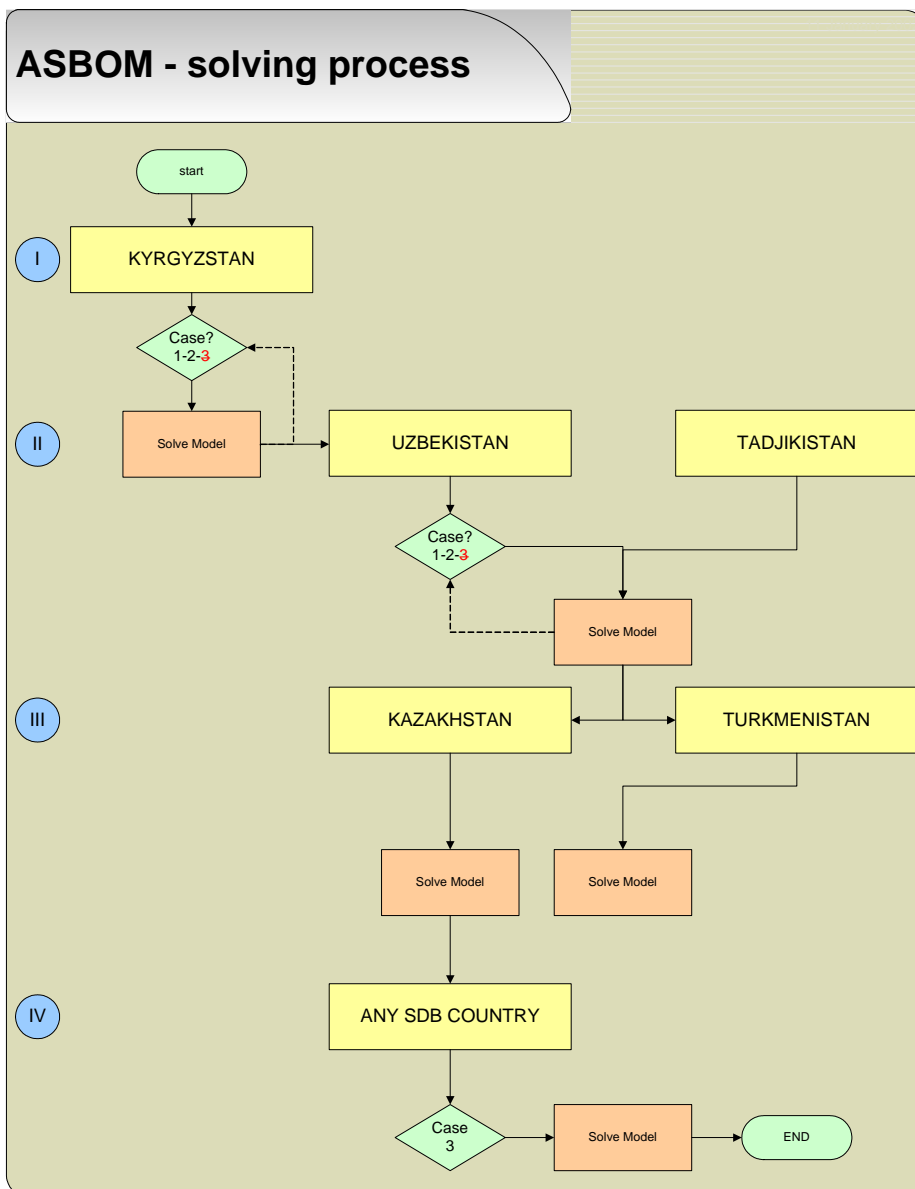 ASBOM - solving process
start
I
KYRGYZSTAN
Case?
1-2-3
II
Solve Model
UZBEKISTAN
TADJIKISTAN
Case?
1-2-3
Solve Model
III
KAZAKHSTAN
TURKMENISTAN
Solve Model
Solve Model
IV
ANY SDB COUNTRY
Case
3
Solve Model
END